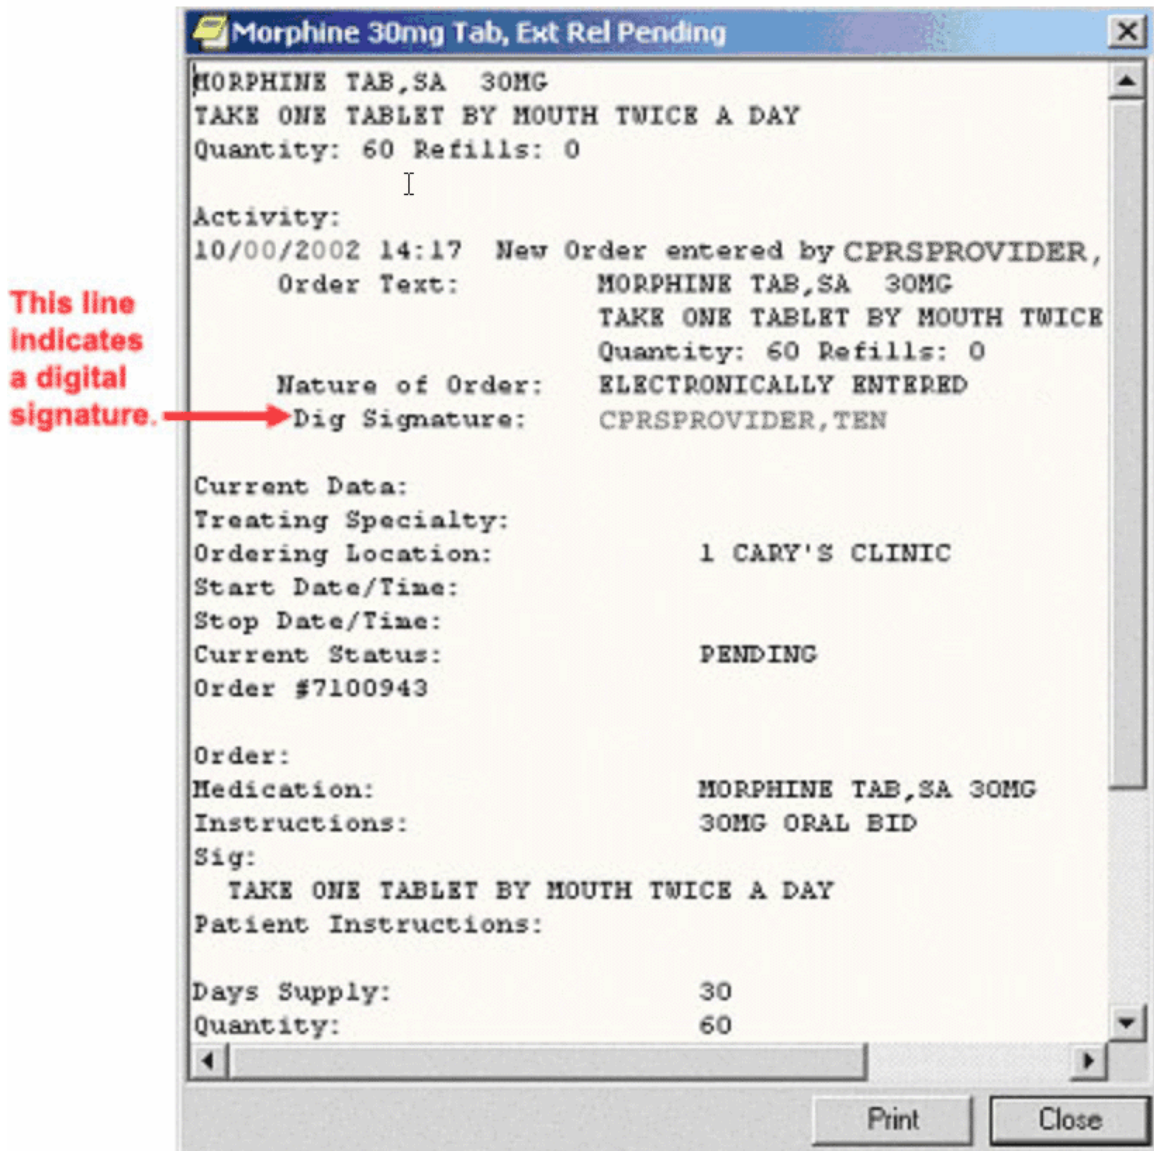 Morphine 30mg Tab, Ext Rel Pending
MORPHINE TAB,SA 30MG
TAKE ONE TABLET BY MOUTH TWICE A DAY
Quantity: 60 Refills: 0
Activity:
10/00/2002 14:17 New Order entered by CPRSPROVIDER,
Order Text: MORPHINE TAB,SA 30MG
TAKE ONE TABLET BY MOUTH TWICE
Quantity: 60 Refills: 0
Nature of Order: ELECTRONICALLY ENTERED
Dig Signature: CPRSPROVIDER,TEN
This line
indicates
a digital
signature.
Current Data:
Treating Specialty:
Ordering Location: 1 CARY'S CLINIC
Start Date/Time:
Stop Date/Time:
Current Status: PENDING
Order #7100943
Order:
Medication: MORPHINE TAB,SA 30MG
Instructions: 30MG ORAL BID
Sig:
TAKE ONE TABLET BY MOUTH TWICE A DAY
Patient Instructions:
Days Supply: 30
Quantity: 60
Print Close